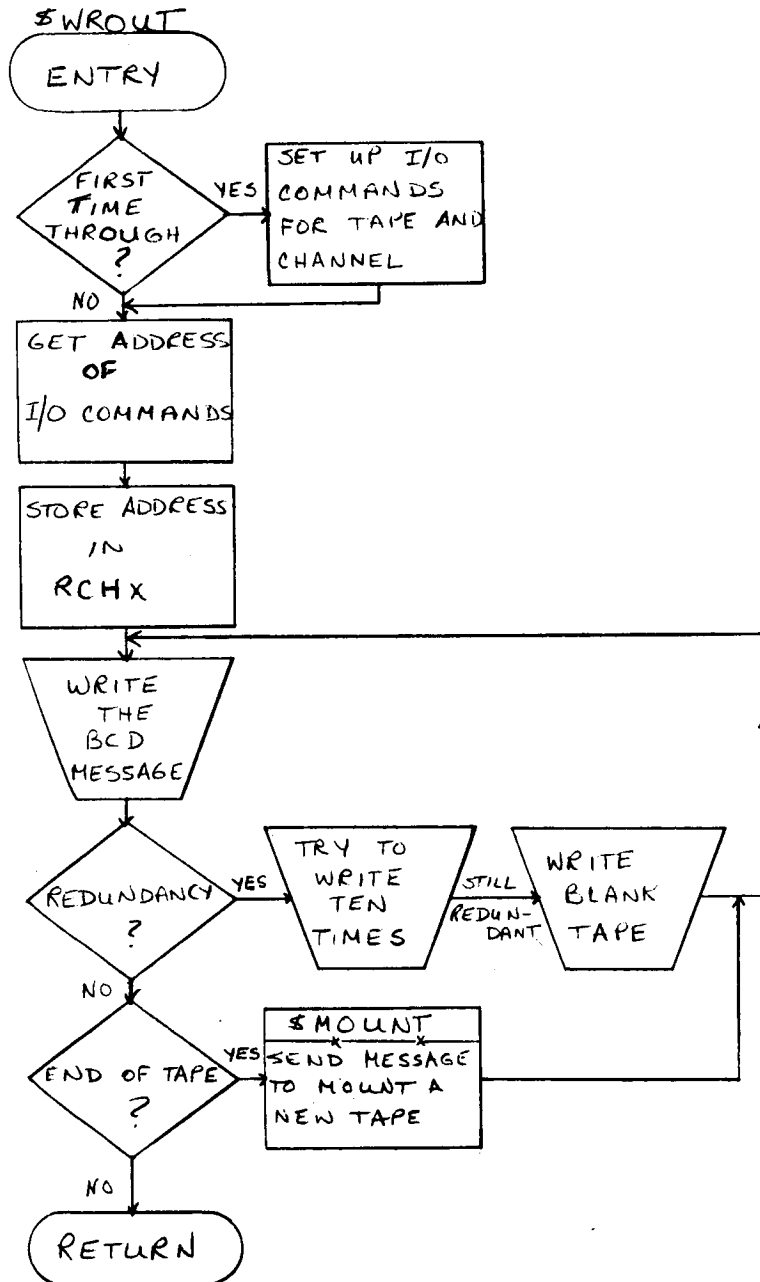 $WROUT
ENTRY
FIRST
TIME
THROUGH
?
YES
SET UP I/O
COMMANDS
FOR TAPE AND
CHANNEL
NO
GET ADDRESS
OF
I/O COMMANDS
STORE ADDRESS
IN
RCHX
WRITE
THE
BCD
MESSAGE
REDUNDANCY
?
YES
TRY TO
WRITE
TEN
TIMES
STILL
REDUN-
DANT
WRITE
BLANK
TAPE
NO
END OF TAPE
?
YES
$MOUNT
SEND MESSAGE
TO MOUNT A
NEW TAPE
NO
RETURN